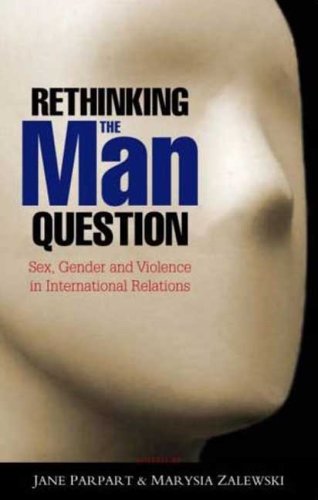 RETHINKING
THE
Man
QUESTION
Sex, Gender and Violence
in International Relations
JANE PARPART & MARYSIA ZALEWSKI